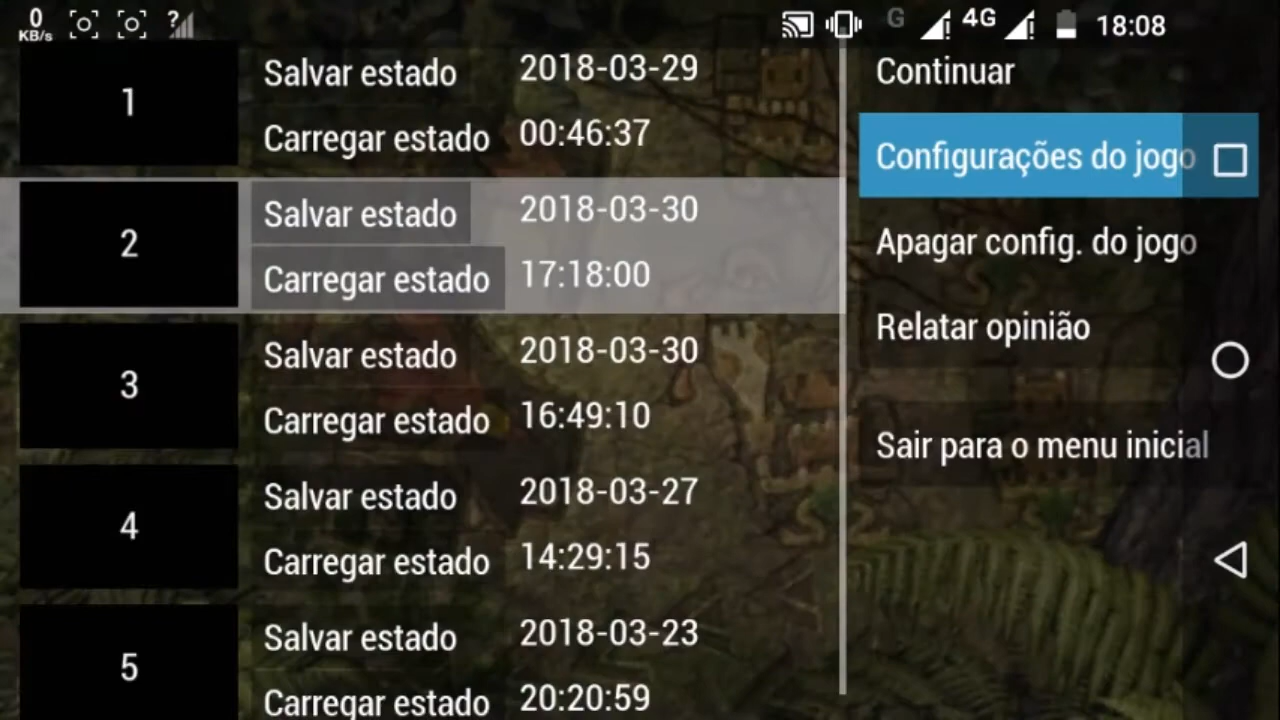 0
KB/s
?
G
4G
18:08
1
Salvar estado
2018-03-29
Carregar estado
00:46:37
2
Salvar estado
2018-03-30
Carregar estado
17:18:00
3
Salvar estado
2018-03-30
Carregar estado
16:49:10
4
Salvar estado
2018-03-27
Carregar estado
14:29:15
5
Salvar estado
2018-03-23
Carregar estado
20:20:59
Continuar
Configurações do jogo
Apagar config. do jogo
Relatar opinião
Sair para o menu inicial